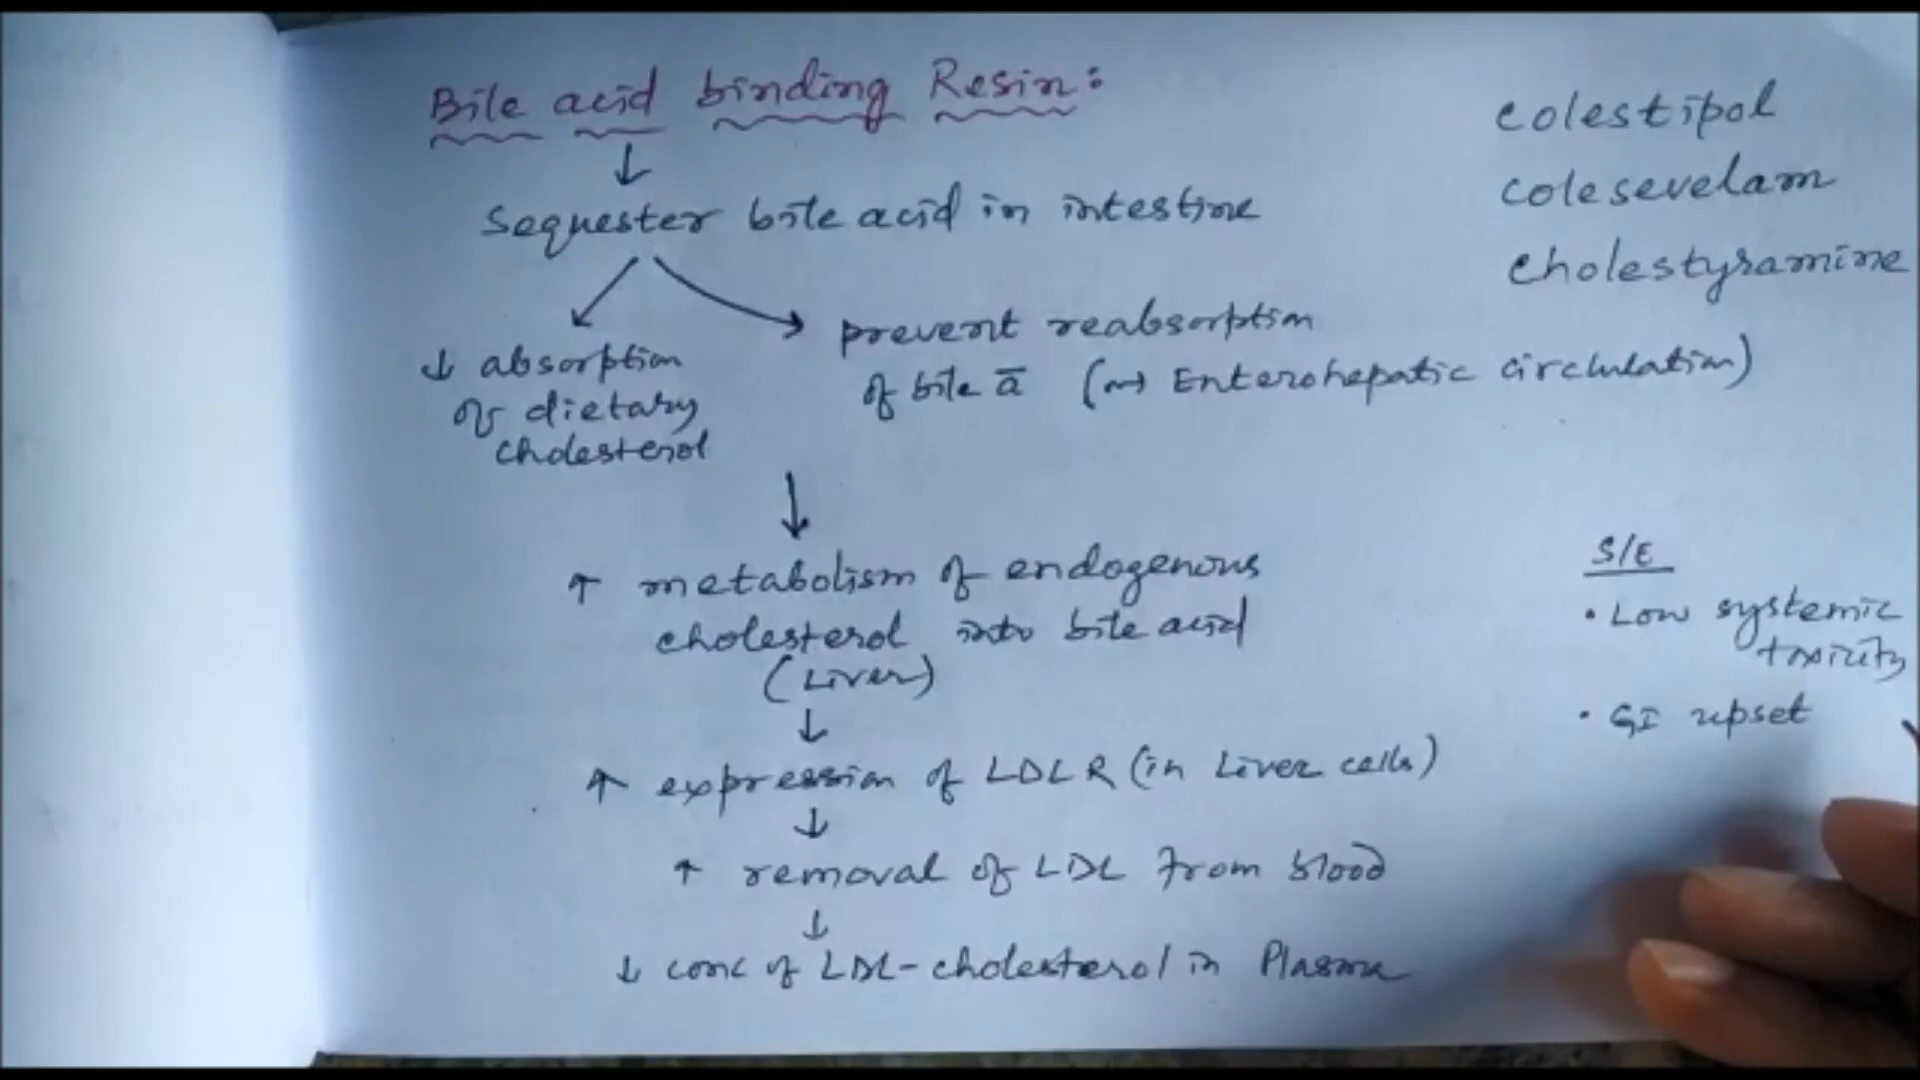 Bile acid binding Resin:
↓
Sequester bile acid in intestine
↓ absorption
of dietary
cholesterol
prevent reabsorption
of bile ā (→ Enterohepatic circlulation)
↓
↑ metabolism of endogenous
cholesterol into bile acid
(Liver)
↓
↑ expression of LDLR (in Liver cells)
↓
↑ removal of LDL from blood
↓
↓ conc of LDL-cholesterol in Plasma
colestipol
colesevelam
cholestyramine
S/E
• Low systemic
toxicity
• GI upset